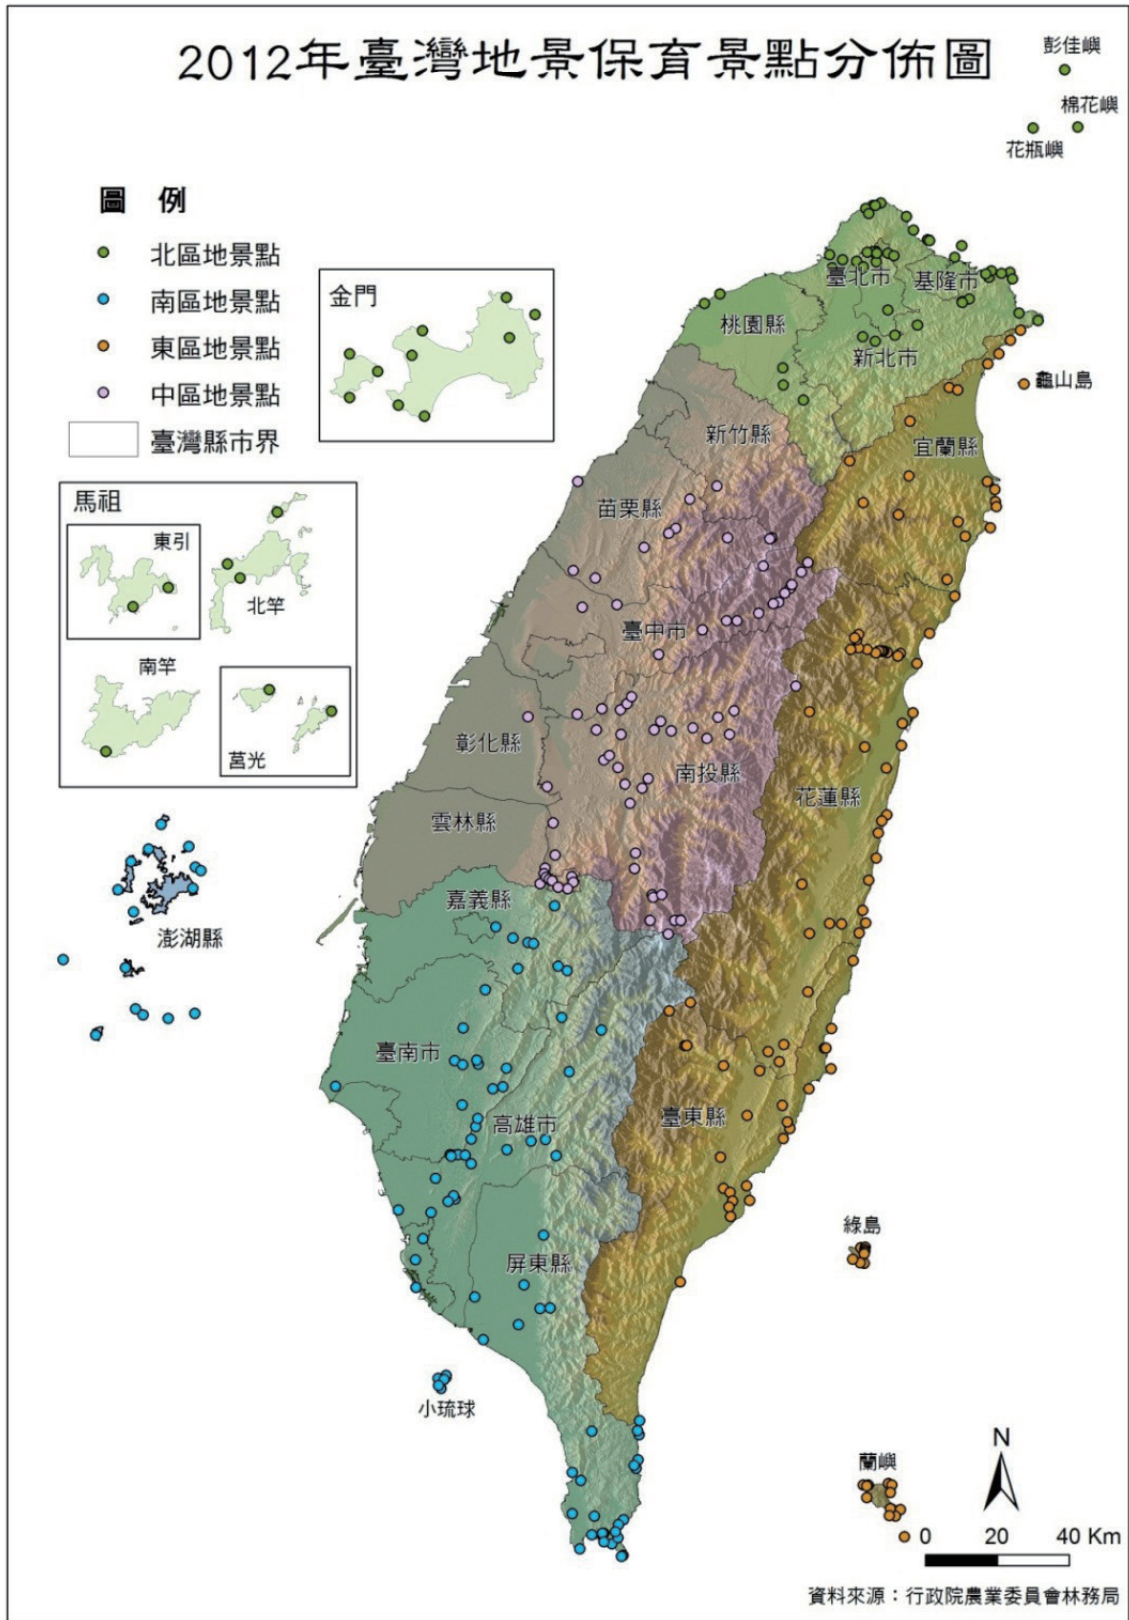 2012年臺灣地景保育景點分佈圖
彭佳嶼
棉花嶼
花瓶嶼
圖 例
北區地景點
南區地景點
東區地景點
中區地景點
臺灣縣市界
金門
馬祖
東引
北竿
南竿
莒光
臺北市
基隆市
桃園縣
新北市
龜山島
新竹縣
宜蘭縣
苗栗縣
臺中市
彰化縣
南投縣
花蓮縣
雲林縣
嘉義縣
澎湖縣
臺南市
高雄市
臺東縣
綠島
屏東縣
小琉球
蘭嶼
N
0 20 40 Km
資料來源：行政院農業委員會林務局